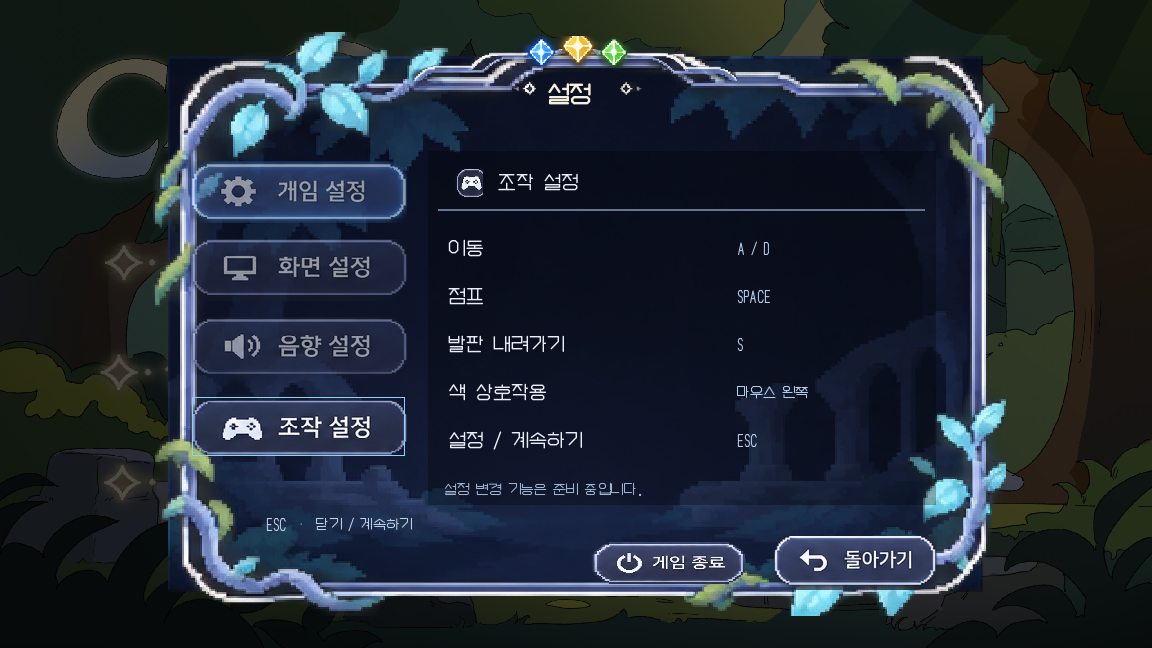 설정
게임 설정
화면 설정
음향 설정
조작 설정
조작 설정
이동 A / D
점프 SPACE
발판 내려가기 S
색 상호작용 마우스 왼쪽
설정 / 계속하기 ESC
설정 변경 기능은 준비 중입니다.
ESC · 닫기 / 계속하기
게임 종료
돌아가기